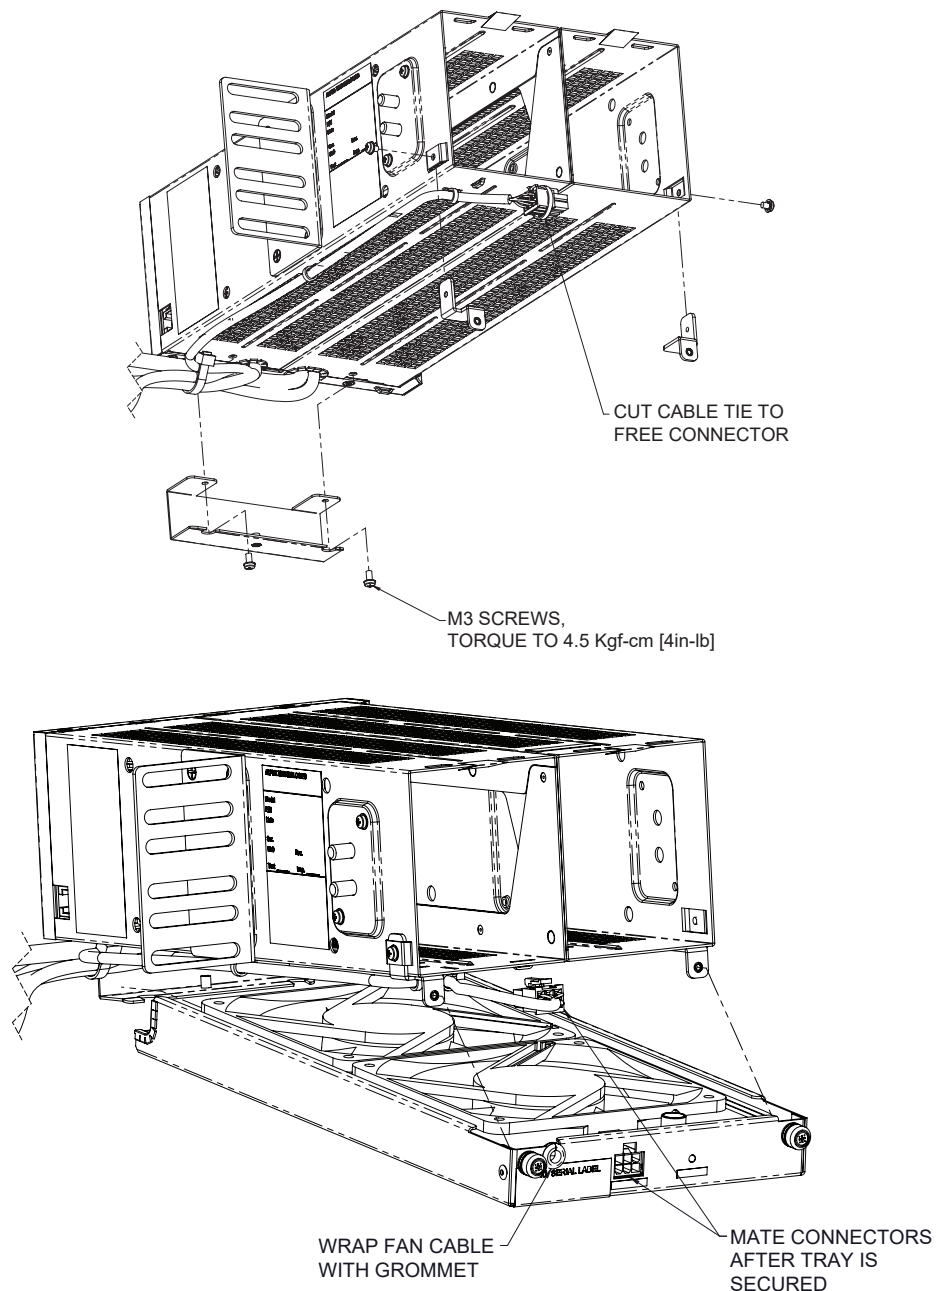 CUT CABLE TIE TO
FREE CONNECTOR
M3 SCREWS,
TORQUE TO 4.5 Kgf-cm [4in-lb]
SERIAL LABEL
WRAP FAN CABLE
WITH GROMMET
MATE CONNECTORS
AFTER TRAY IS
SECURED